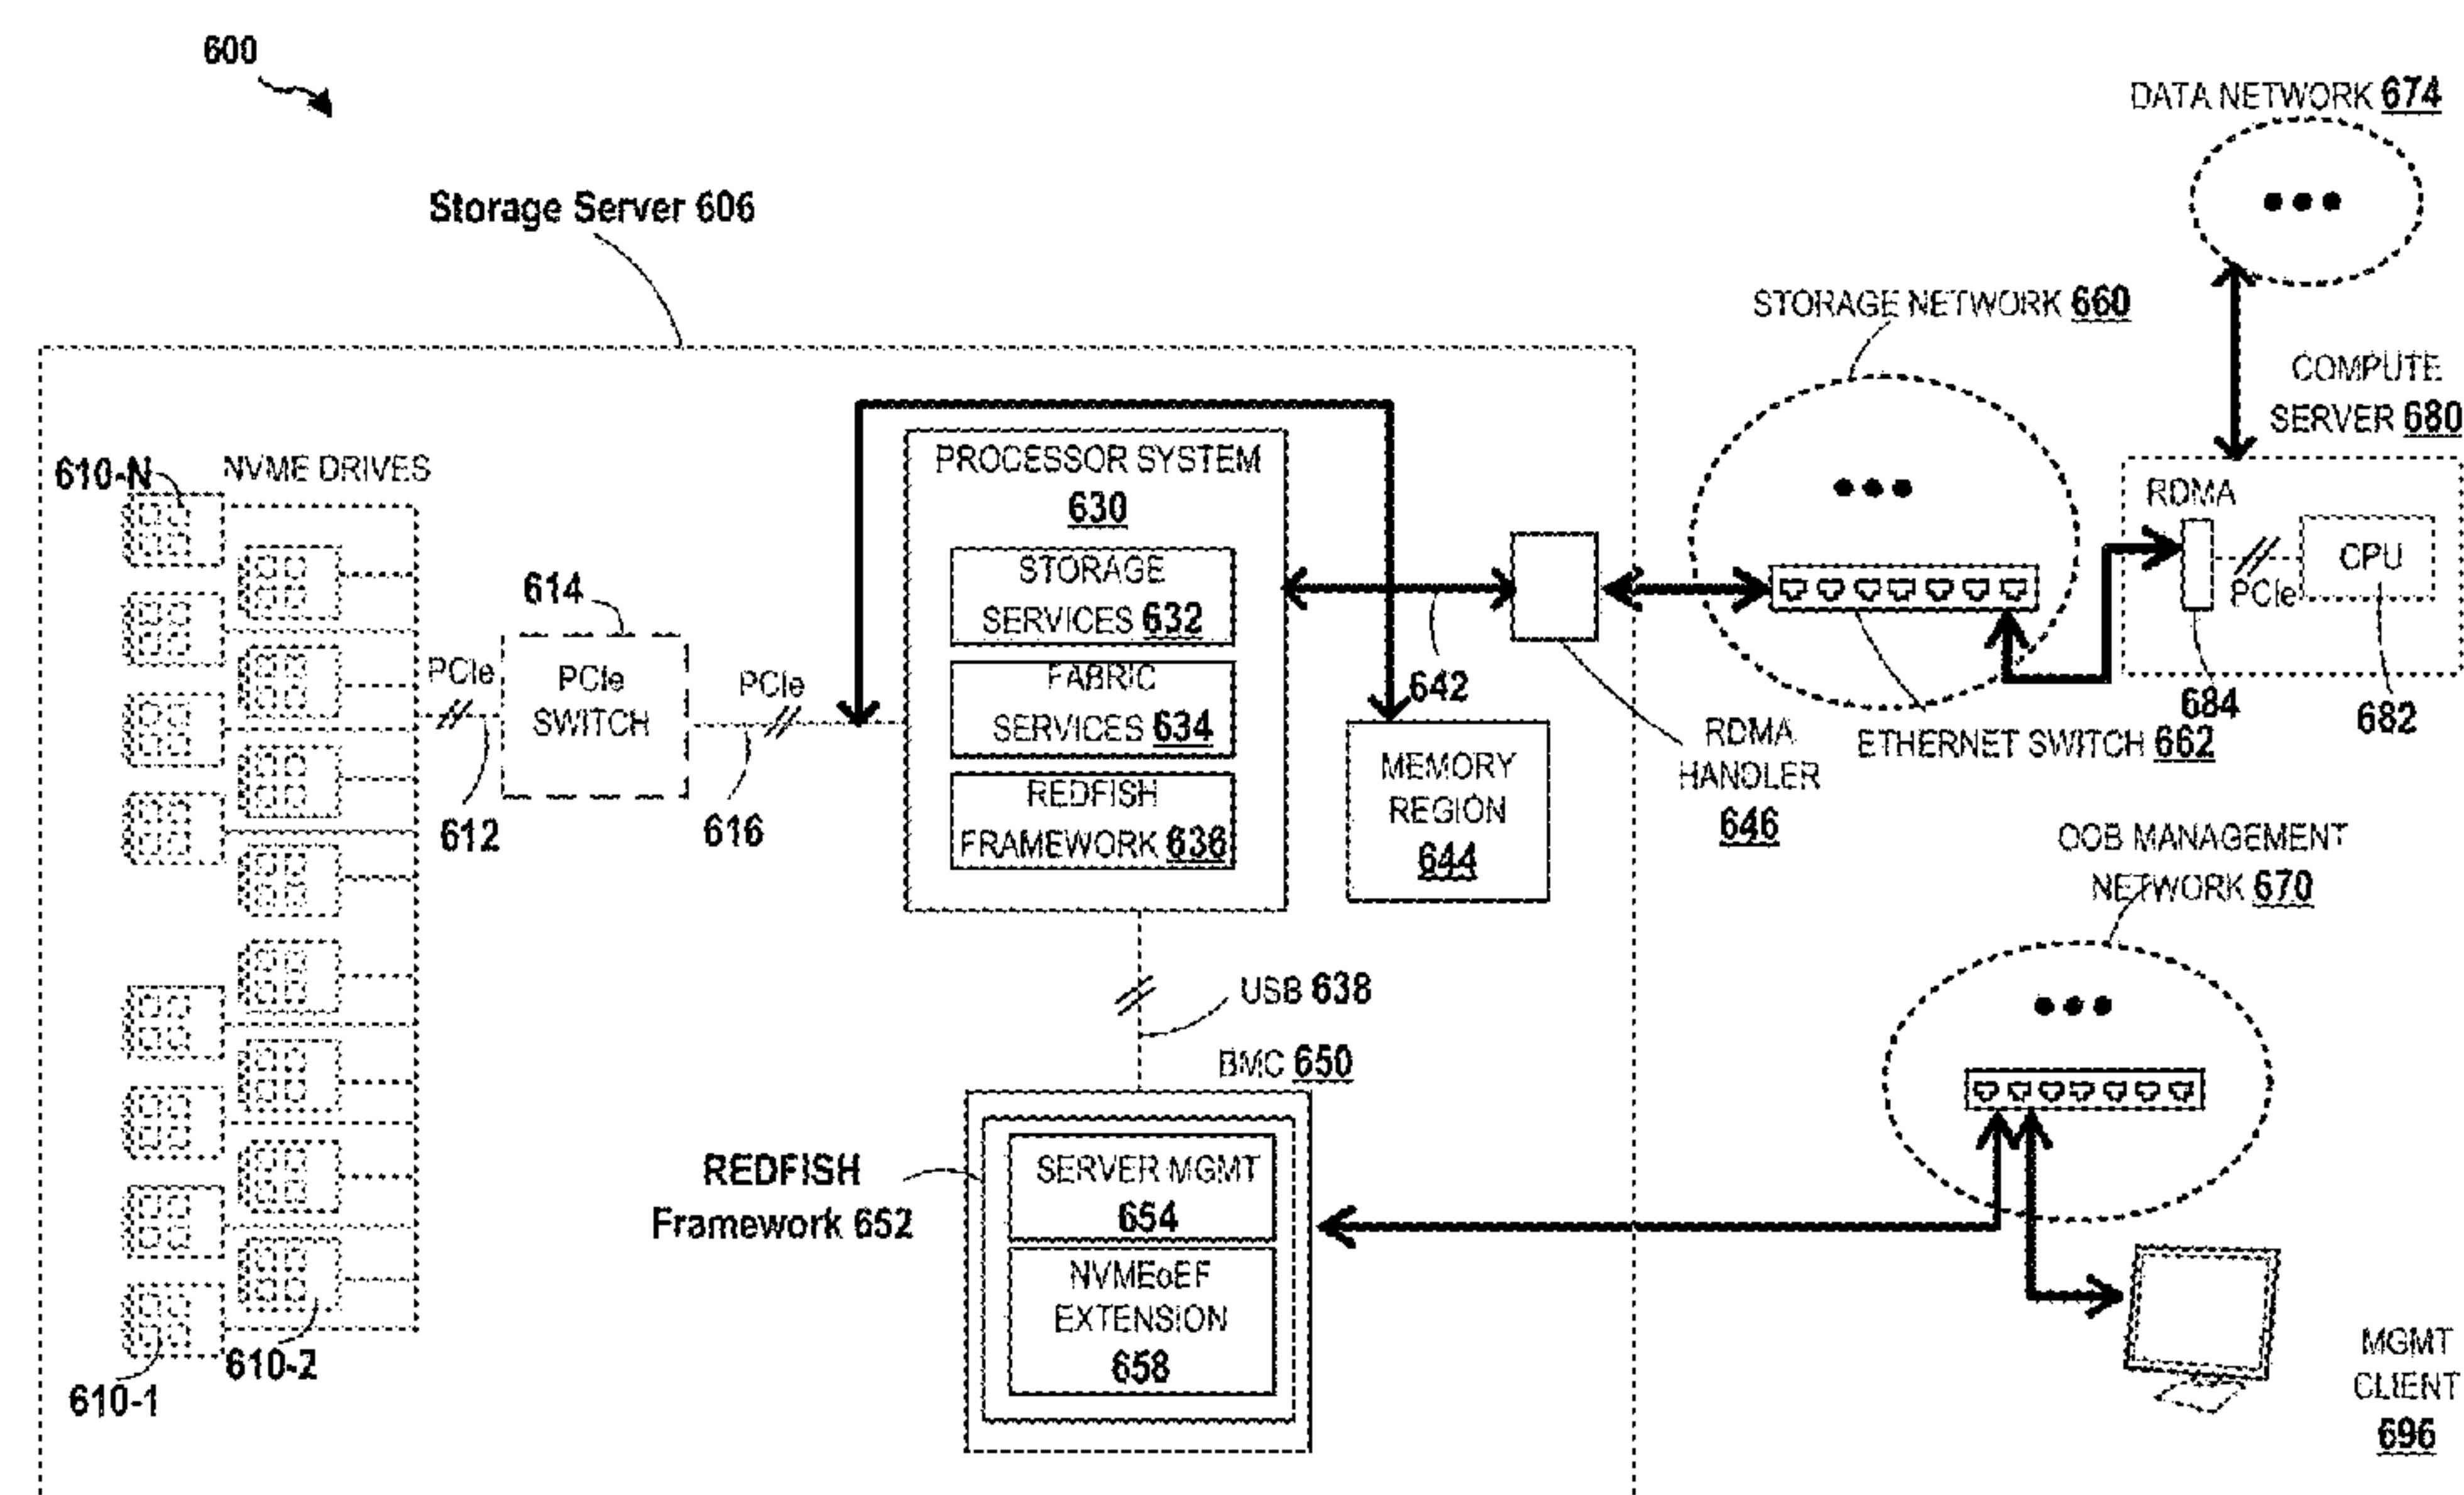 600
DATA NETWORK 674
Storage Server 606
STORAGE NETWORK 660
COMPUTE
SERVER 680
610-N
NVME DRIVES
PROCESSOR SYSTEM
630
STORAGE
SERVICES 632
FABRIC
SERVICES 634
REDFISH
FRAMEWORK 636
614
PCIe
PCIe
SWITCH
PCIe
612
616
642
MEMORY
REGION
644
RDMA
HANDLER
646
ETHERNET SWITCH 662
RDMA
PCIe
CPU
684
682
OOB MANAGEMENT
NETWORK 670
USB 638
BMC 650
REDFISH
Framework 652
SERVER MGMT
654
NVMEoEF
EXTENSION
658
610-2
610-1
MGMT
CLIENT
696